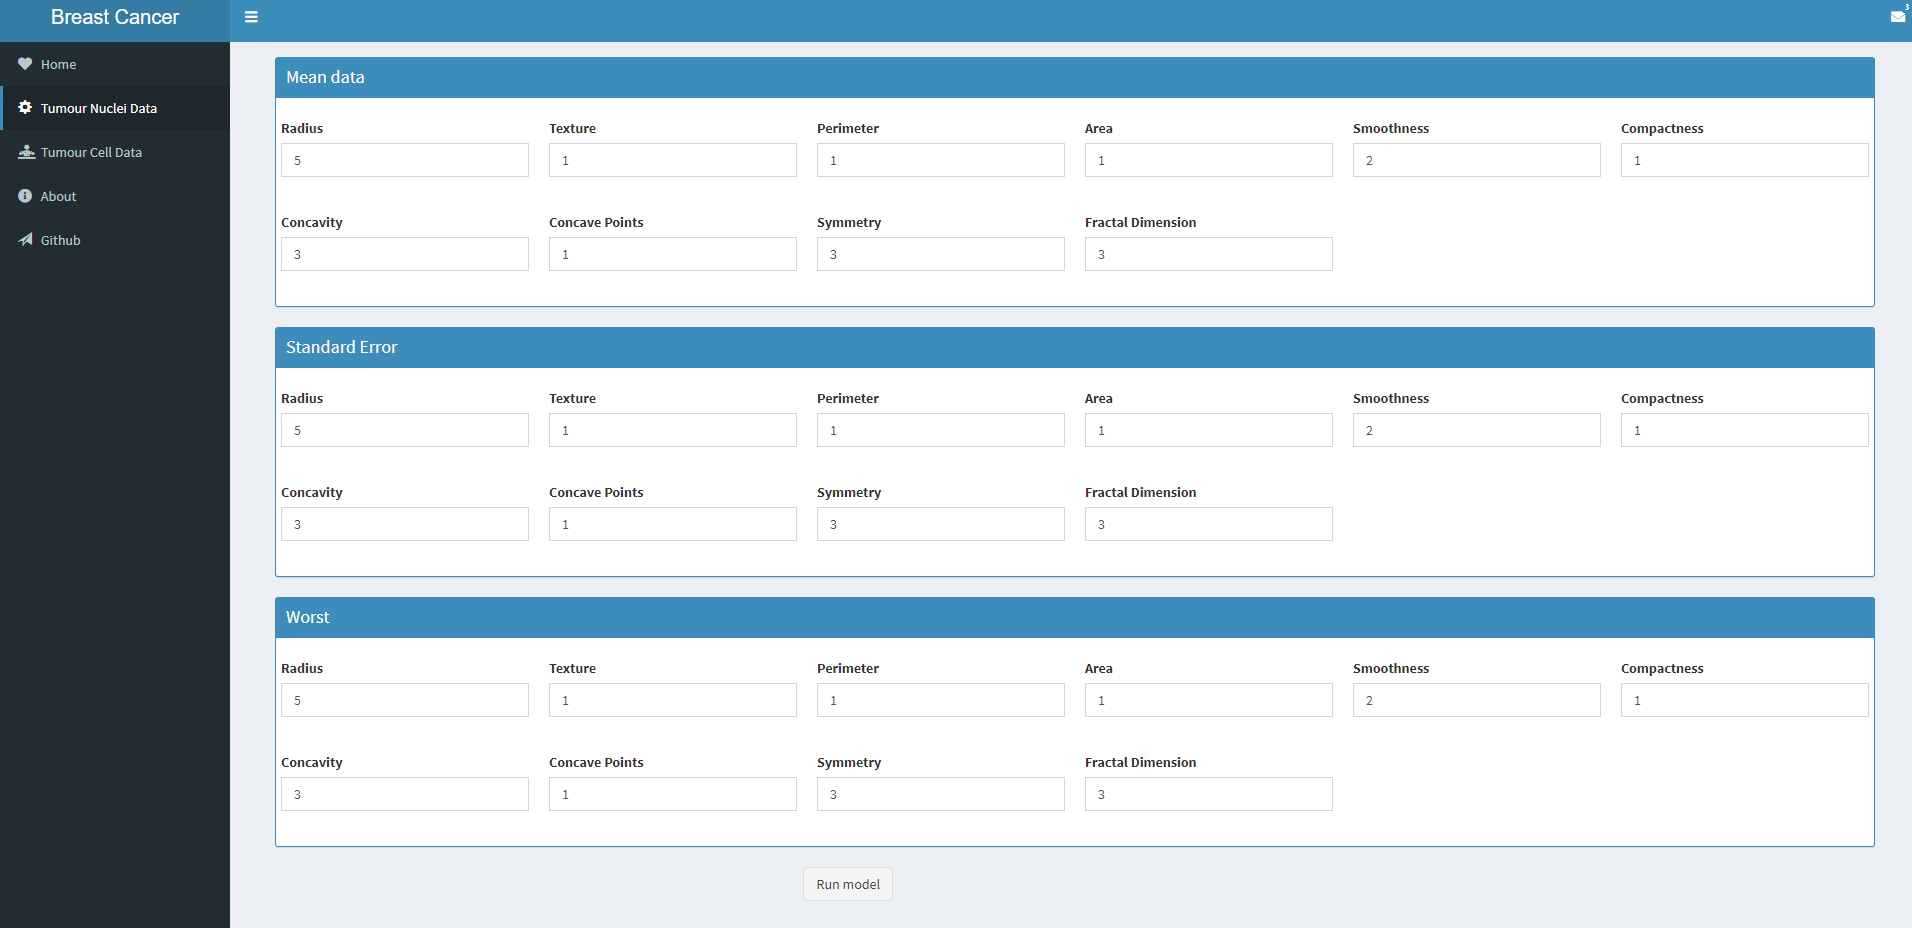 Breast Cancer
3
Home
Tumour Nuclei Data
Tumour Cell Data
About
Github
Mean data
Radius Texture Perimeter Area Smoothness Compactness
5 1 1 1 2 1
Concavity Concave Points Symmetry Fractal Dimension
3 1 3 3
Standard Error
Radius Texture Perimeter Area Smoothness Compactness
5 1 1 1 2 1
Concavity Concave Points Symmetry Fractal Dimension
3 1 3 3
Worst
Radius Texture Perimeter Area Smoothness Compactness
5 1 1 1 2 1
Concavity Concave Points Symmetry Fractal Dimension
3 1 3 3
Run model